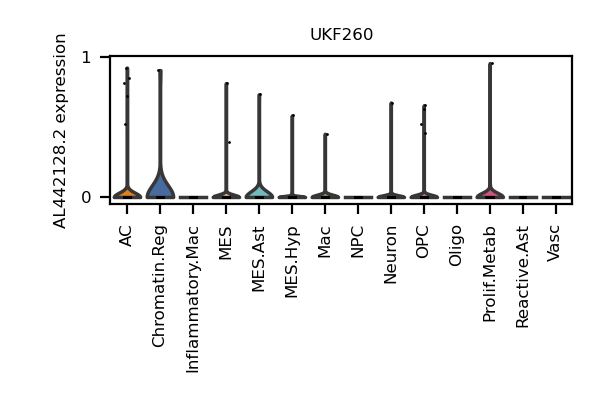 UKF260
AL442128.2 expression
1
0
AC
Chromatin.Reg
Inflammatory.Mac
MES
MES.Ast
MES.Hyp
Mac
NPC
Neuron
OPC
Oligo
Prolif.Metab
Reactive.Ast
Vasc